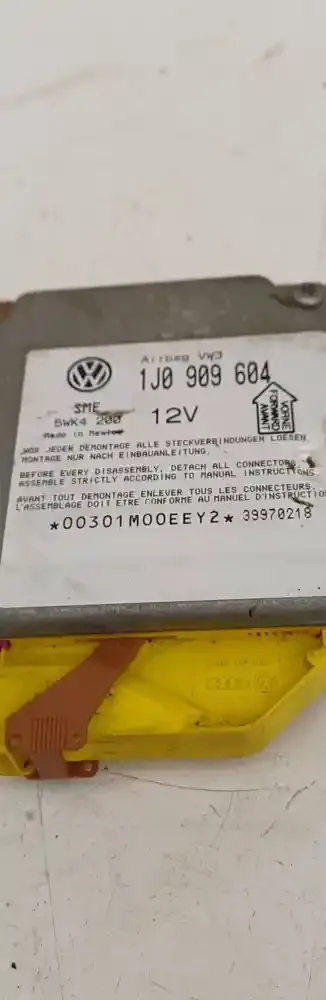 Airbag VW3
1J0 909 604
SME
5WK4 200
12V
Made in Mexico
VORNE
FORWARD
AVANT
VOR JEDER DEMONTAGE ALLE STECKVERBINDUNGEN LOESEN
MONTAGE NUR NACH EINBAUANLEITUNG.
BEFORE EVERY DISASSEMBLY, DETACH ALL CONNECTORS
ASSEMBLE STRICTLY ACCORDING TO MANUAL INSTRUCTIONS.
AVANT TOUT DEMONTAGE ENLEVER TOUS LES CONNECTEURS.
L'ASSEMBLAGE DOIT ETRE CONFORME AU MANUEL D'INSTRUCTION
*00301M00EEY2* 39970218